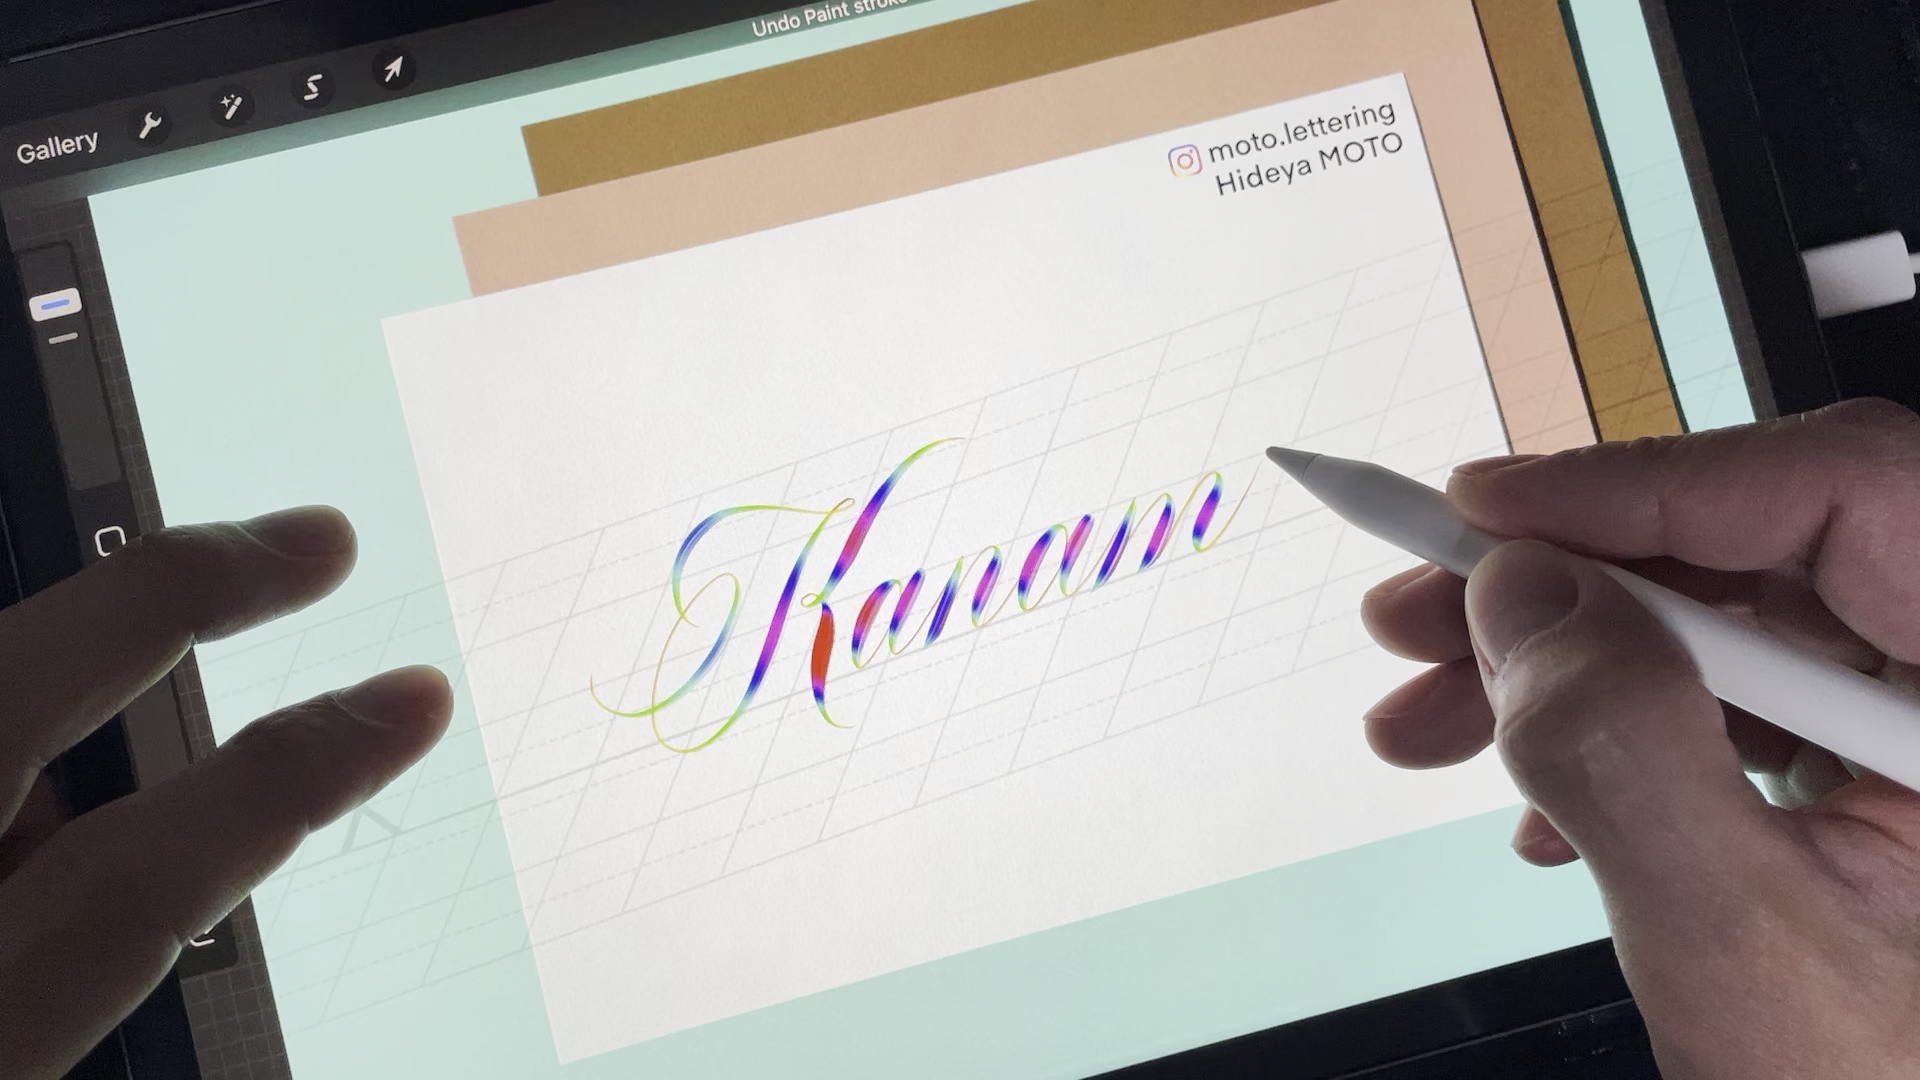 Undo Paint stroke
Gallery
moto.lettering
Hideya MOTO
Kanam